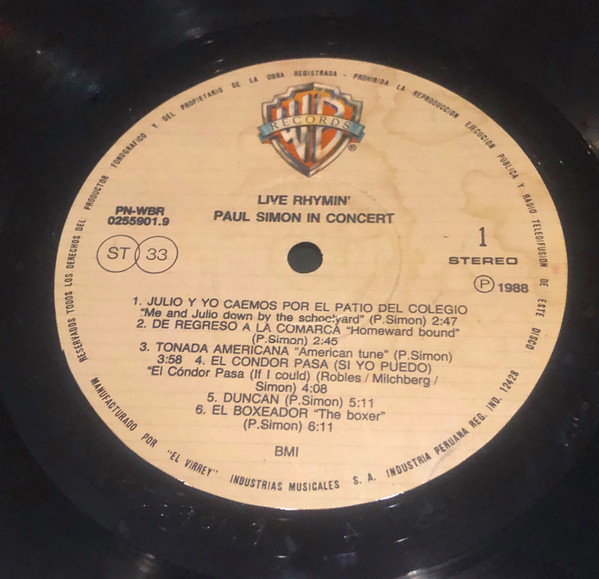 RESERVADOS TODOS LOS DERECHOS DEL PRODUCTOR FONOGRAFICO Y DEL PROPIETARIO DE LA OBRA REGISTRADA - PROHIBIDA LA REPRODUCCION EJECUCION PUBLICA Y RADIO TELEDIFUSION DE ESTE DISCO
WB
RECORDS
®
LIVE RHYMIN'
PAUL SIMON IN CONCERT
PN-WBR
0255901.9
ST 33
1
STEREO
Ⓟ 1988
1. JULIO Y YO CAEMOS POR EL PATIO DEL COLEGIO
"Me and Julio down by the schoolyard" (P.Simon) 2:47
2. DE REGRESO A LA COMARCA "Homeward bound"
(P.Simon) 2:45
3. TONADA AMERICANA "American tune" (P.Simon)
3:58 4. EL CONDOR PASA (SI YO PUEDO)
"El Cóndor Pasa (If I could) (Robles / Milchberg /
Simon) 4:08
5. DUNCAN (P.Simon) 5:11
6. EL BOXEADOR "The boxer"
(P.Simon) 6:11
BMI
MANUFACTURADO POR "EL VIRREY" INDUSTRIAS MUSICALES S. A. INDUSTRIA PERUANA REG. IND. 12428